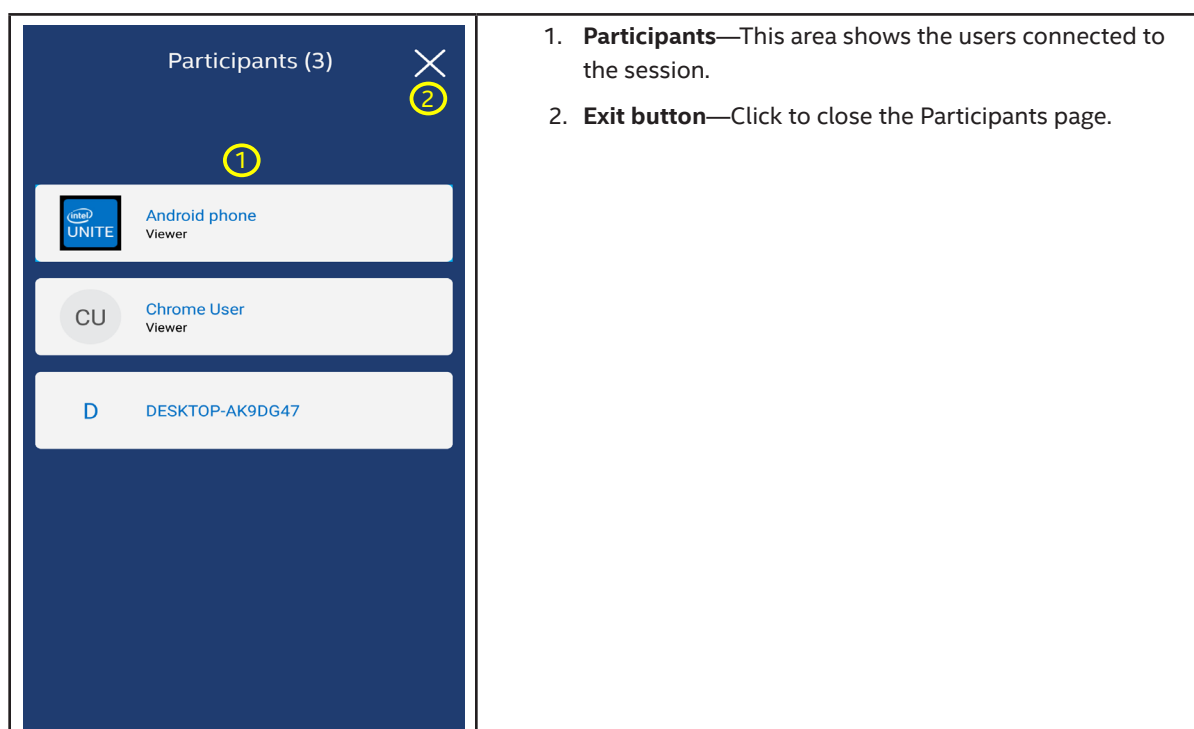 Participants (3)
2
1
intel
UNITE
Android phone
Viewer
CU
Chrome User
Viewer
D
DESKTOP-AK9DG47
1. Participants—This area shows the users connected to
the session.
2. Exit button—Click to close the Participants page.